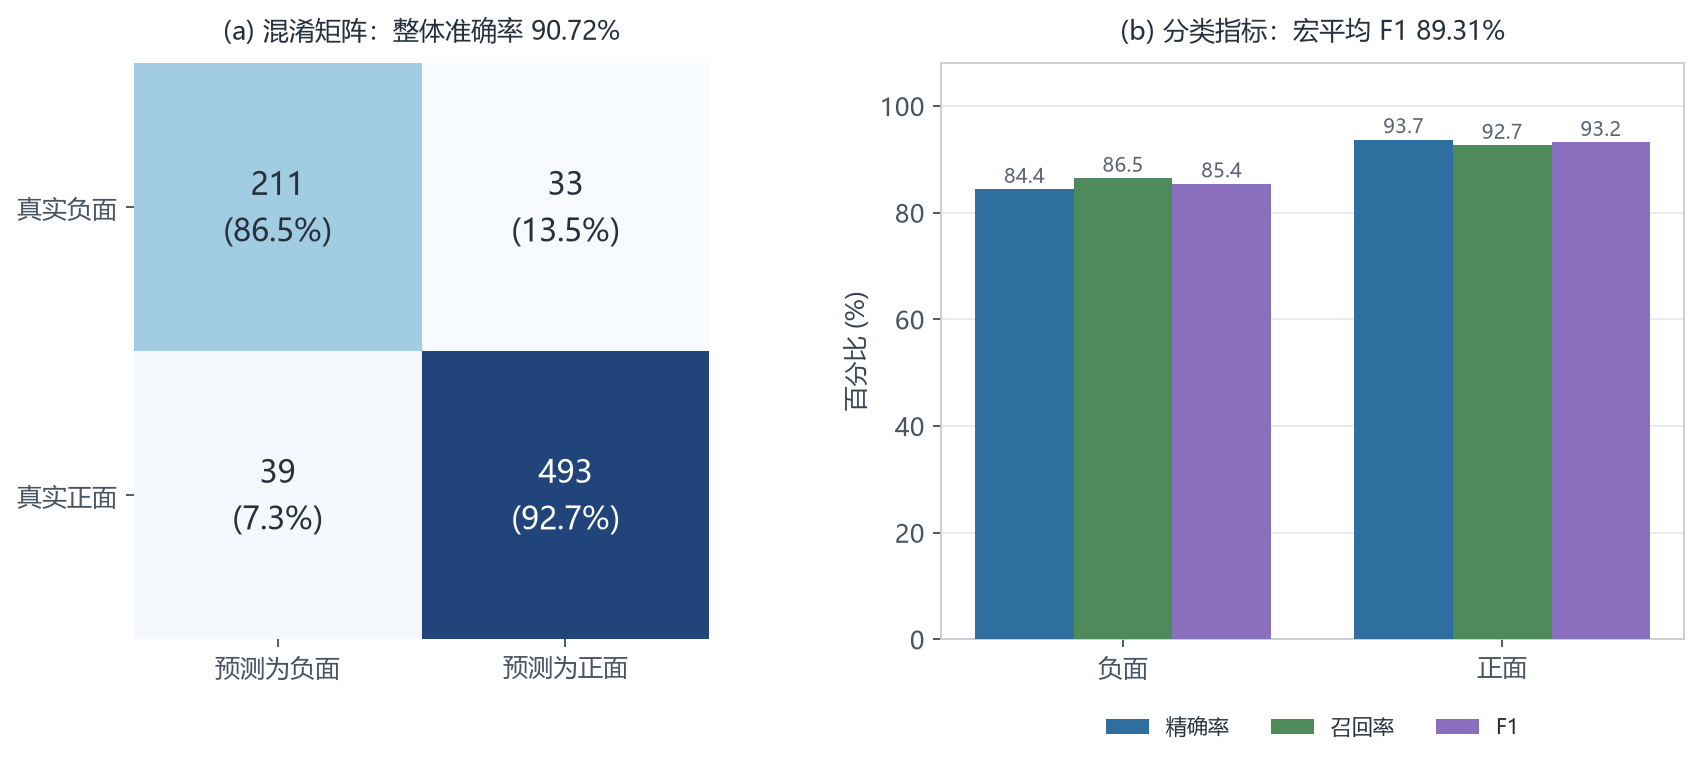 (a) 混淆矩阵：整体准确率 90.72%
真实负面
211
(86.5%)
33
(13.5%)
真实正面
39
(7.3%)
493
(92.7%)
预测为负面
预测为正面
(b) 分类指标：宏平均 F1 89.31%
百分比 (%)
100
80
60
40
20
0
84.4
86.5
85.4
93.7
92.7
93.2
负面
正面
精确率
召回率
F1